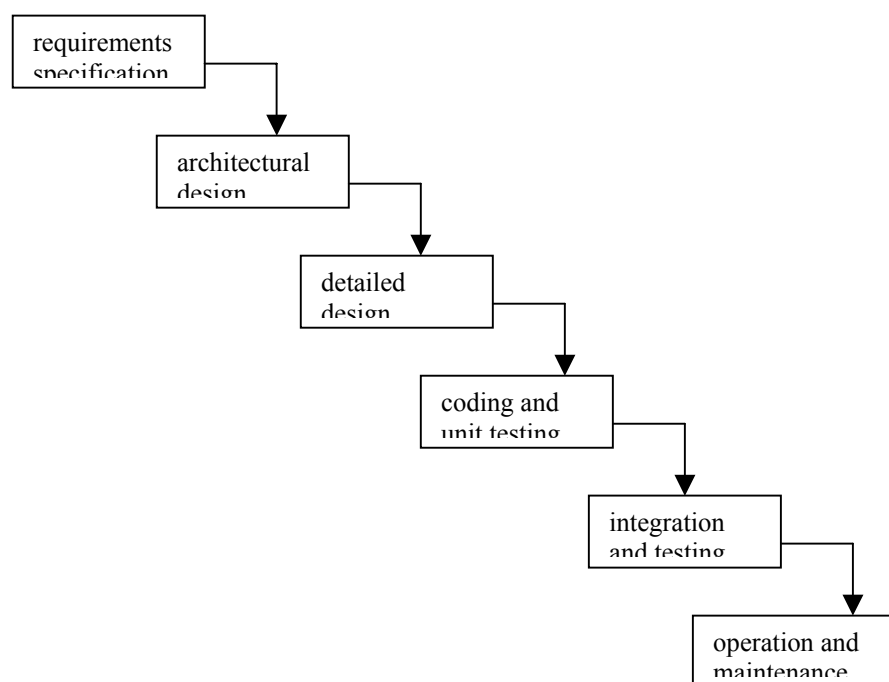 requirements
specification
architectural
design
detailed
design
coding and
unit testing
integration
and testing
operation and
maintenance